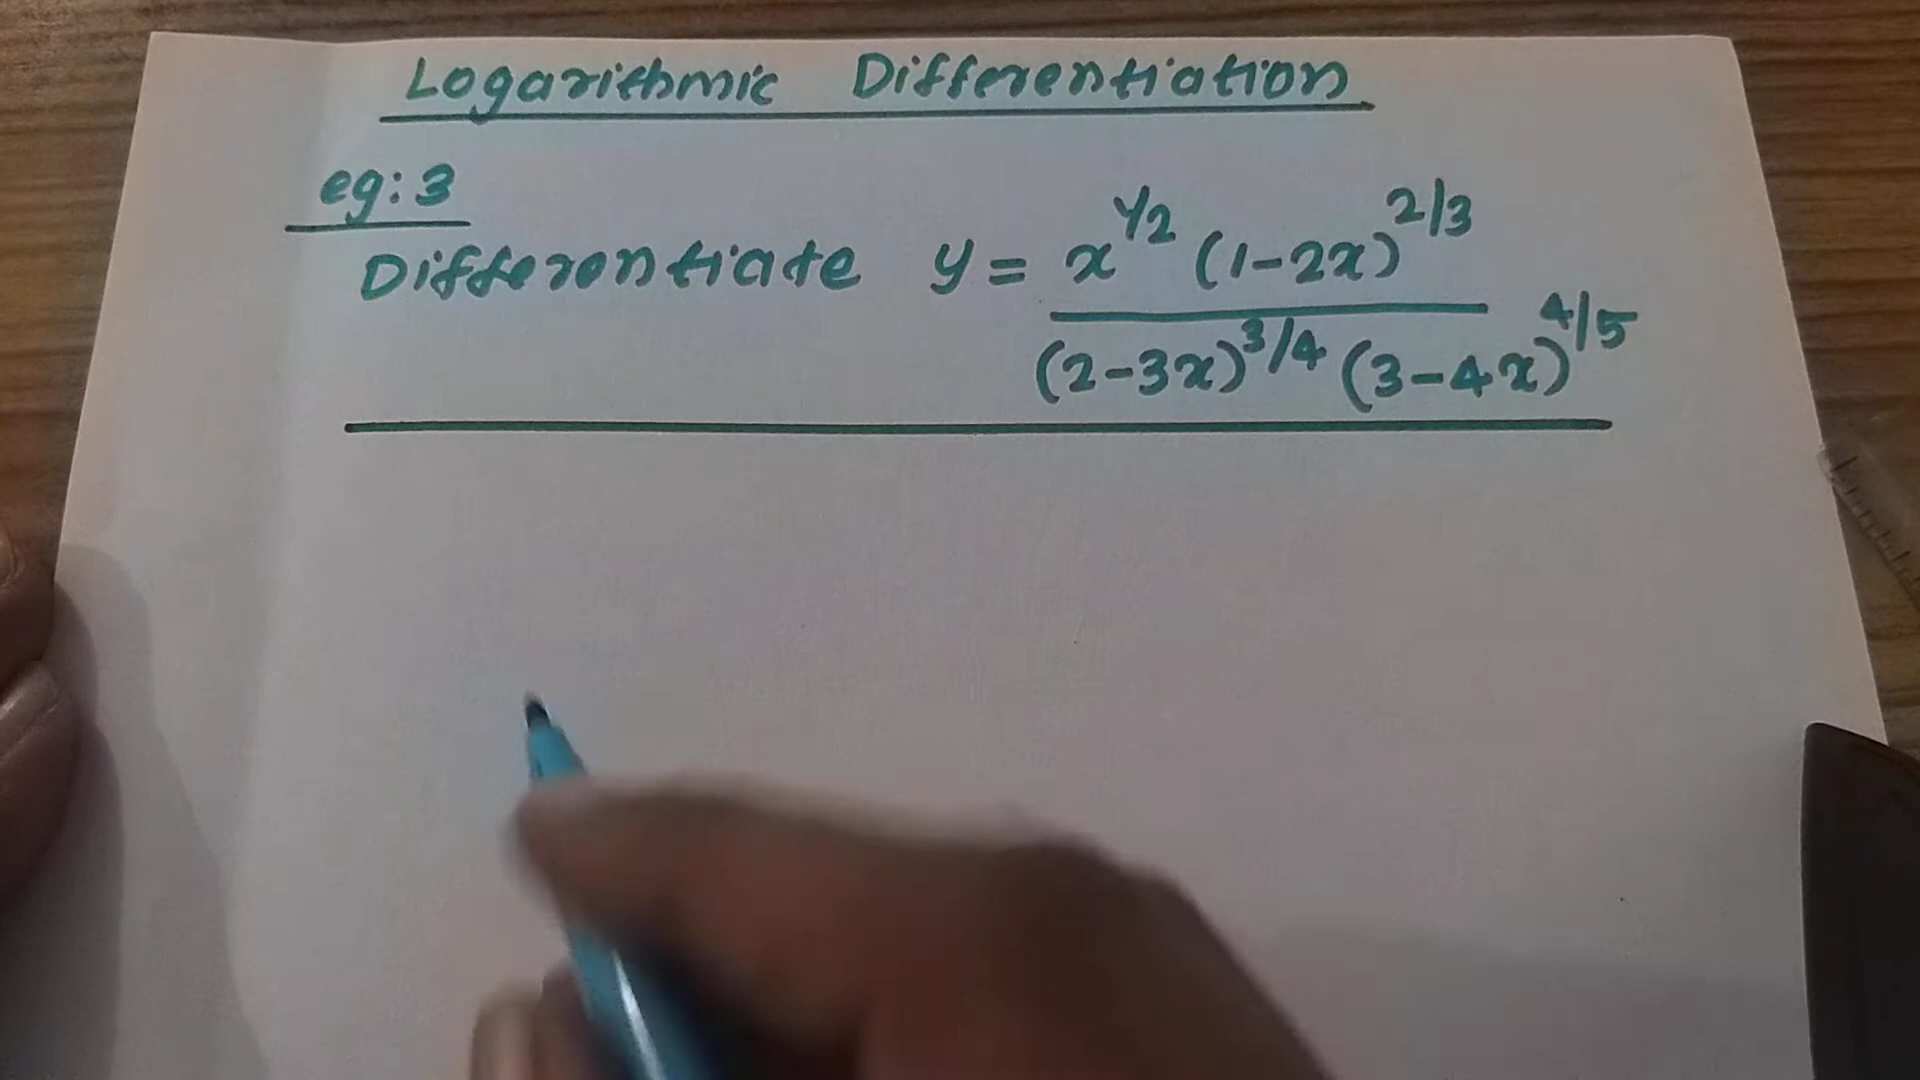 Logarithmic Differentiation
eg: 3
Differentiate y = x^1/2 (1-2x)^2/3
(2-3x)^3/4 (3-4x)^4/5